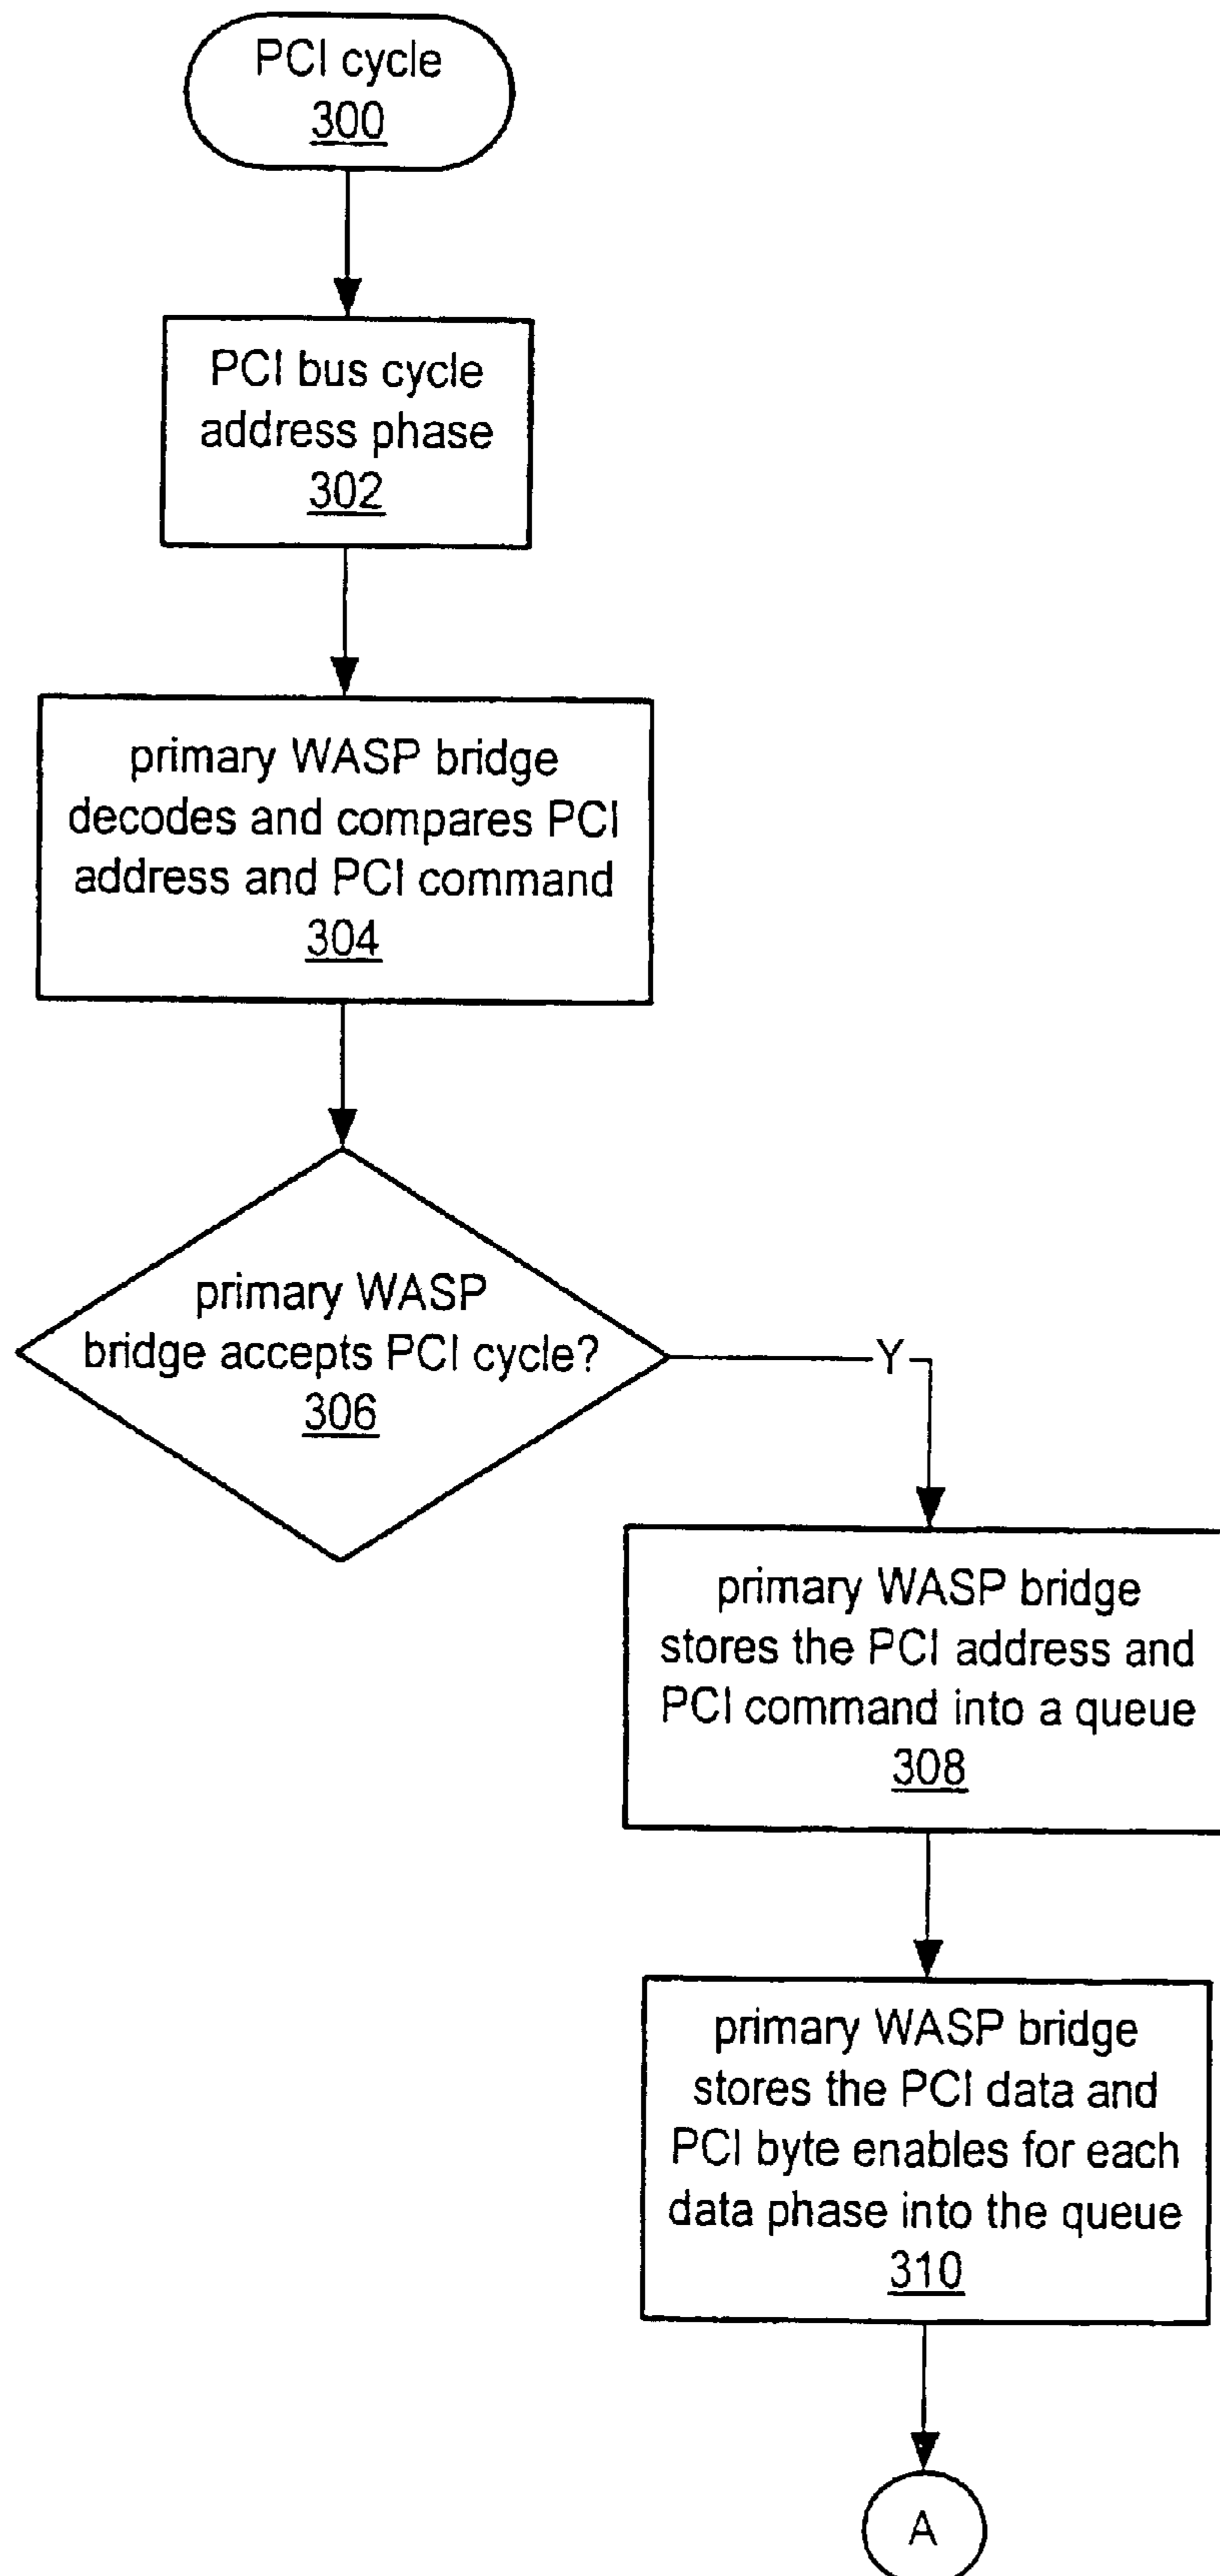 PCI cycle
300
PCI bus cycle
address phase
302
primary WASP bridge
decodes and compares PCI
address and PCI command
304
primary WASP
bridge accepts PCI cycle?
306
Y
primary WASP bridge
stores the PCI address and
PCI command into a queue
308
primary WASP bridge
stores the PCI data and
PCI byte enables for each
data phase into the queue
310
A